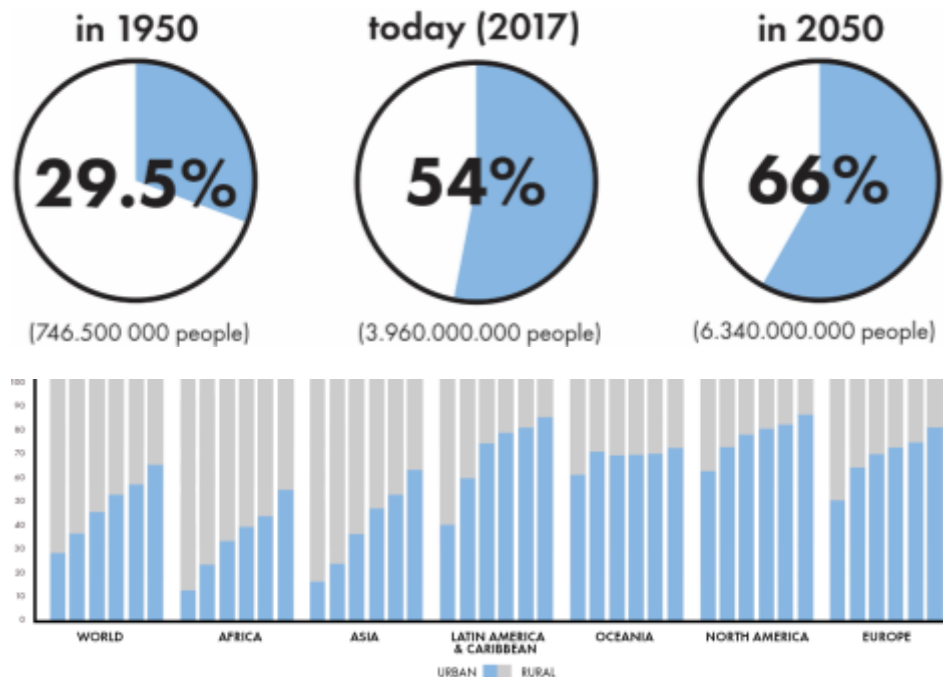 in 1950
today (2017)
in 2050
29.5%
54%
66%
(746.500 000 people)
(3.960.000.000 people)
(6.340.000.000 people)
100
90
80
70
60
50
40
30
20
10
0
WORLD
AFRICA
ASIA
LATIN AMERICA
& CARIBBEAN
OCEANIA
NORTH AMERICA
EUROPE
URBAN
RURAL